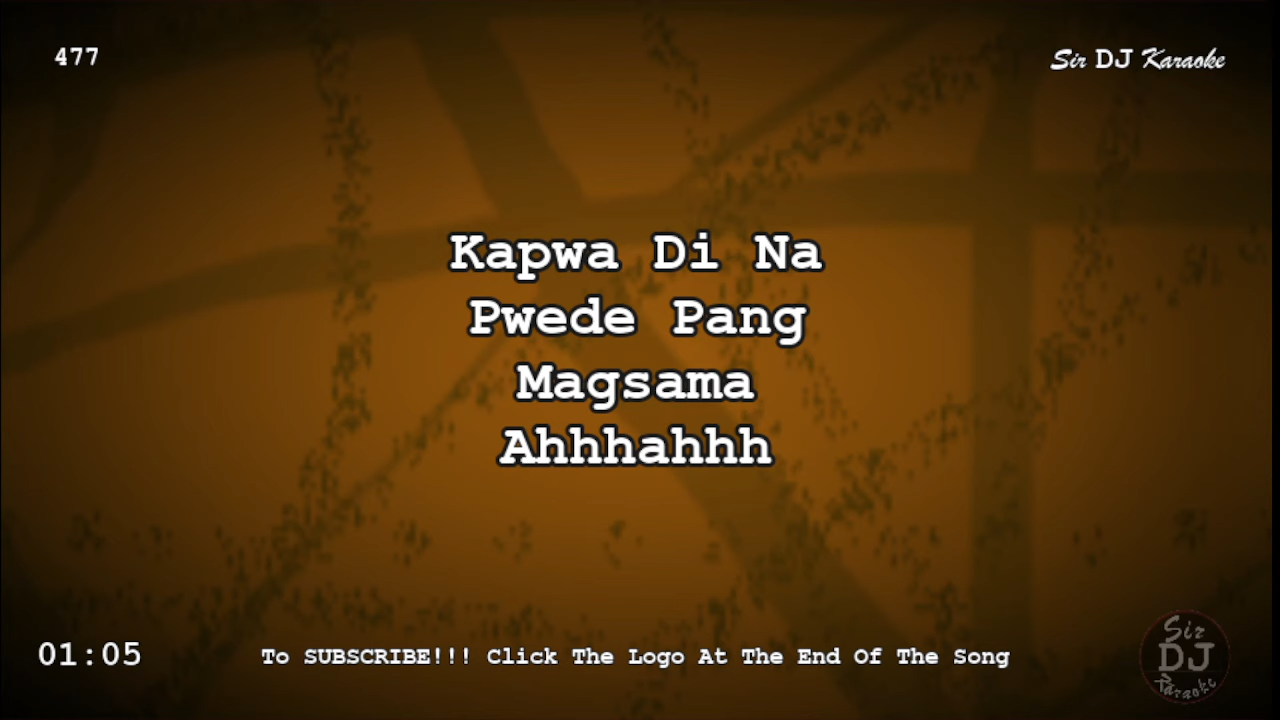 477
Sir DJ Karaoke
Kapwa Di Na
Pwede Pang
Magsama
Ahhhahhh
01:05
To SUBSCRIBE!!! Click The Logo At The End Of The Song
Sir
DJ
Karaoke